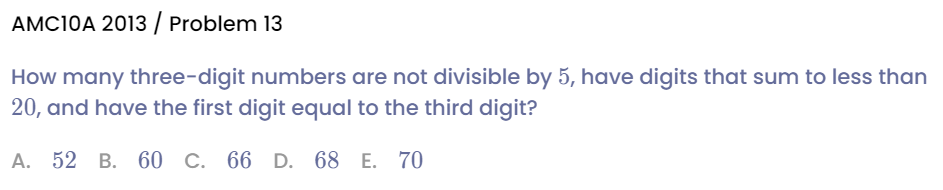 AMC10A 2013 / Problem 13
How many three-digit numbers are not divisible by 5, have digits that sum to less than
20, and have the first digit equal to the third digit?
A. 52 B. 60 C. 66 D. 68 E. 70